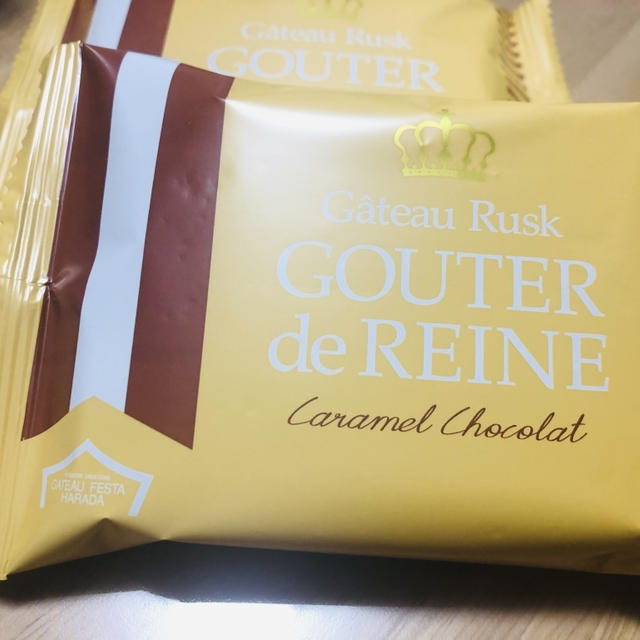 Gâteau Rusk
GOUTER
Gâteau Rusk
GOUTER
de REINE
Caramel Chocolat
GATEAU FESTA
HARADA